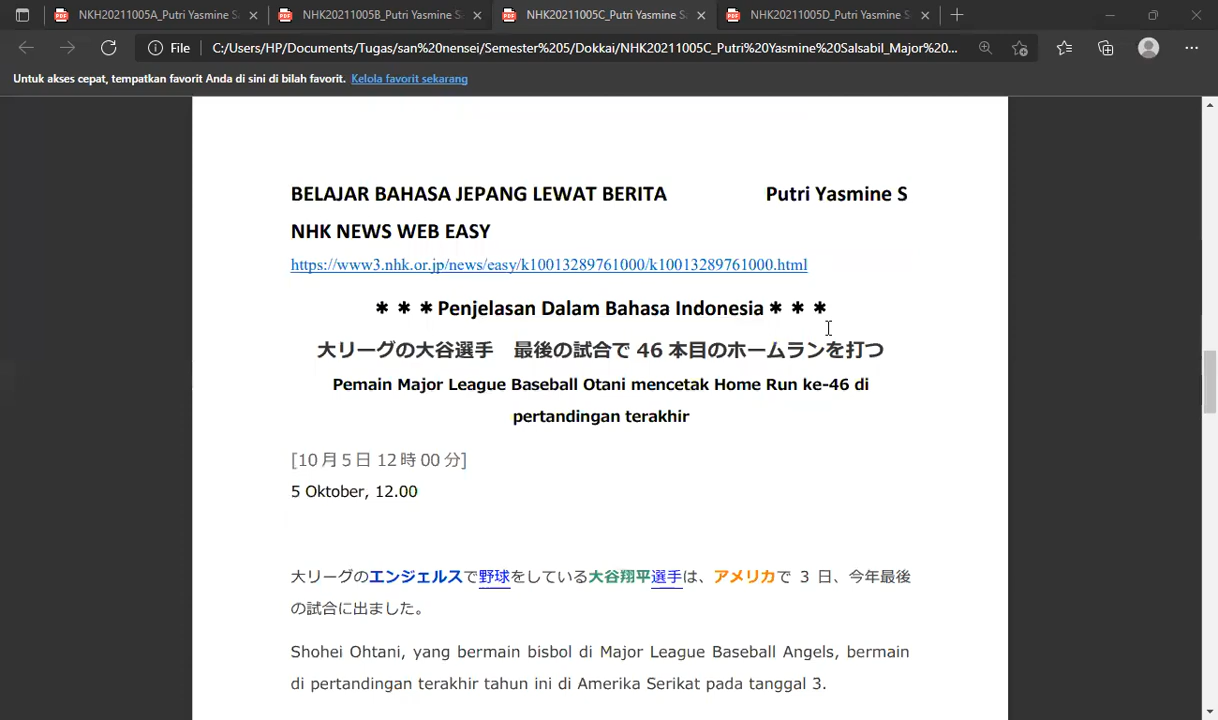 NKH20211005A_Putri Yasmine Sa
NHK20211005B_Putri Yasmine S
NHK20211005C_Putri Yasmine Sa
NHK20211005D_Putri Yasmine S
File C:/Users/HP/Documents/Tugas/san%20nensei/Semester%205/Dokkai/NHK20211005C_Putri%20Yasmine%20Salsabil_Major%20...
Untuk akses cepat, tempatkan favorit Anda di sini di bilah favorit. Kelola favorit sekarang
BELAJAR BAHASA JEPANG LEWAT BERITA Putri Yasmine S
NHK NEWS WEB EASY
https://www3.nhk.or.jp/news/easy/k10013289761000/k10013289761000.html
* * * Penjelasan Dalam Bahasa Indonesia * * *
大リーグの大谷選手 最後の試合で 46 本目のホームランを打つ
Pemain Major League Baseball Otani mencetak Home Run ke-46 di
pertandingan terakhir
[10 月 5 日 12 時 00 分]
5 Oktober, 12.00
大リーグのエンジェルスで野球をしている大谷翔平選手は、アメリカで 3 日、今年最後
の試合に出ました。
Shohei Ohtani, yang bermain bisbol di Major League Baseball Angels, bermain
di pertandingan terakhir tahun ini di Amerika Serikat pada tanggal 3.